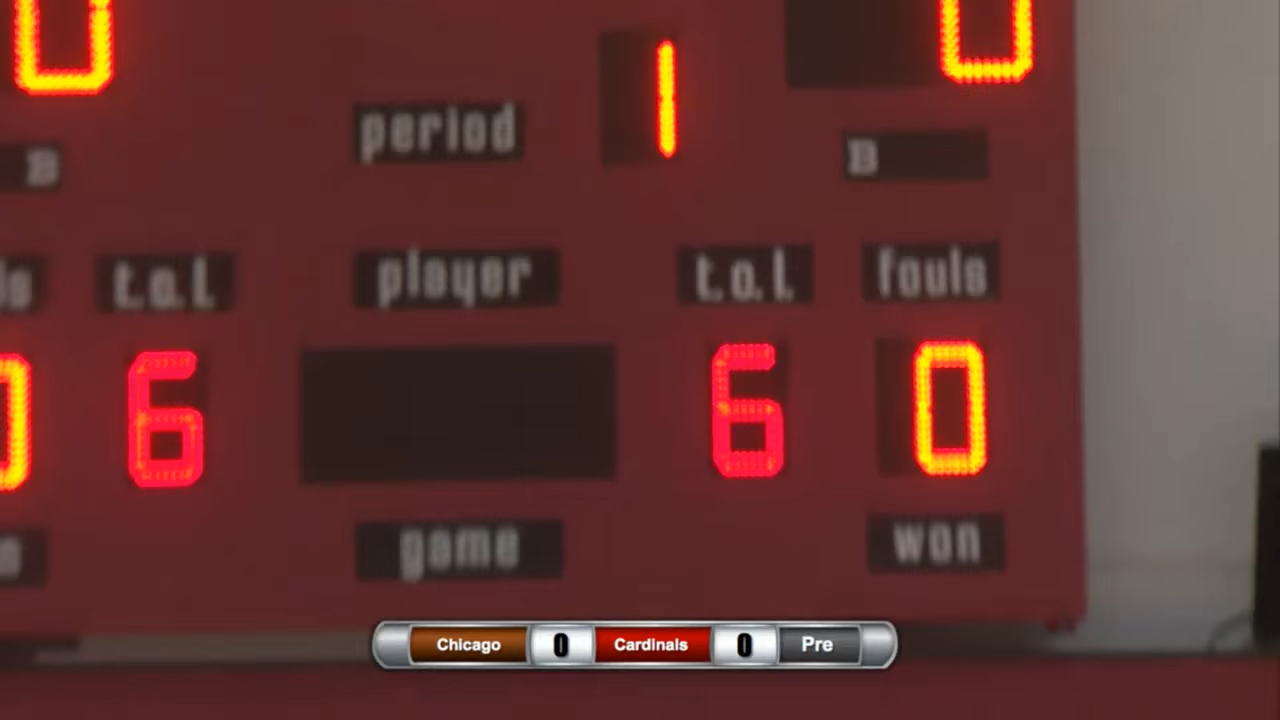 0 1 0
period
B B
t.o.l. player t.o.l. fouls
6 6 0
game won
Chicago 0 Cardinals 0 Pre